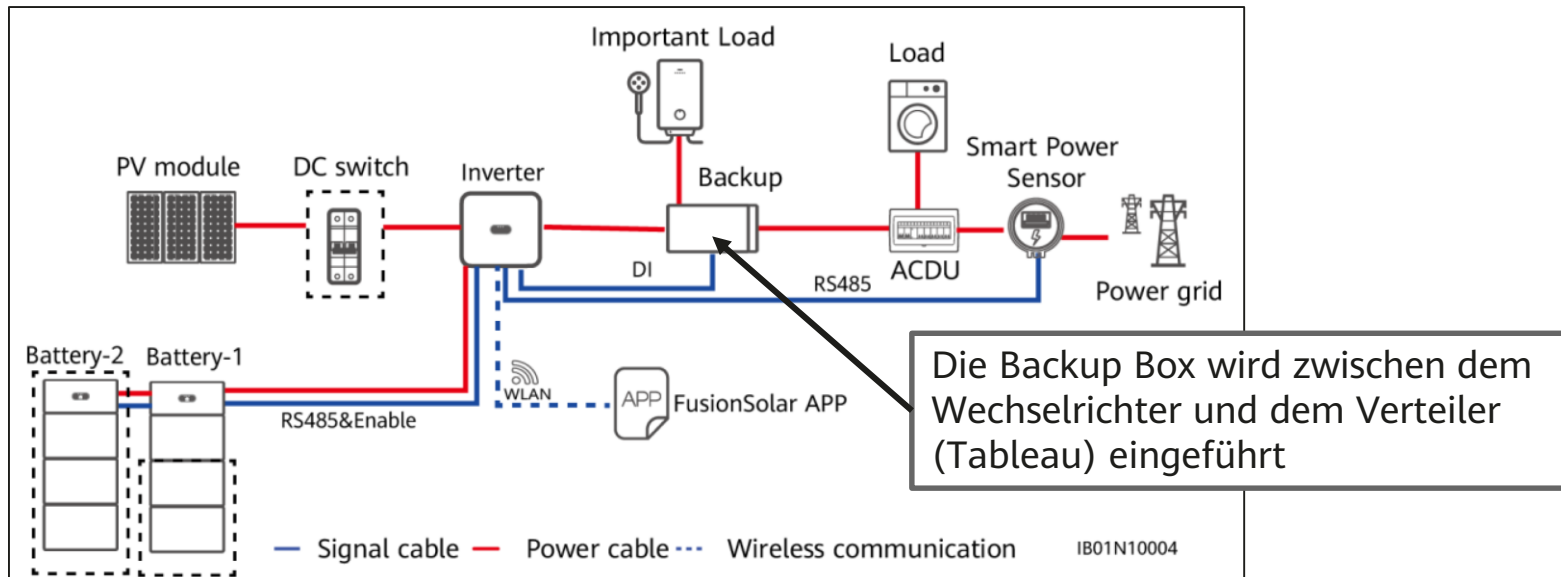 Important Load
Load
PV module
DC switch
Inverter
Backup
Smart Power
Sensor
DI
RS485
ACDU
Power grid
Battery-2
Battery-1
RS485&Enable
WLAN
APP
FusionSolar APP
Die Backup Box wird zwischen dem
Wechselrichter und dem Verteiler
(Tableau) eingeführt
Signal cable
Power cable
Wireless communication
IB01N10004